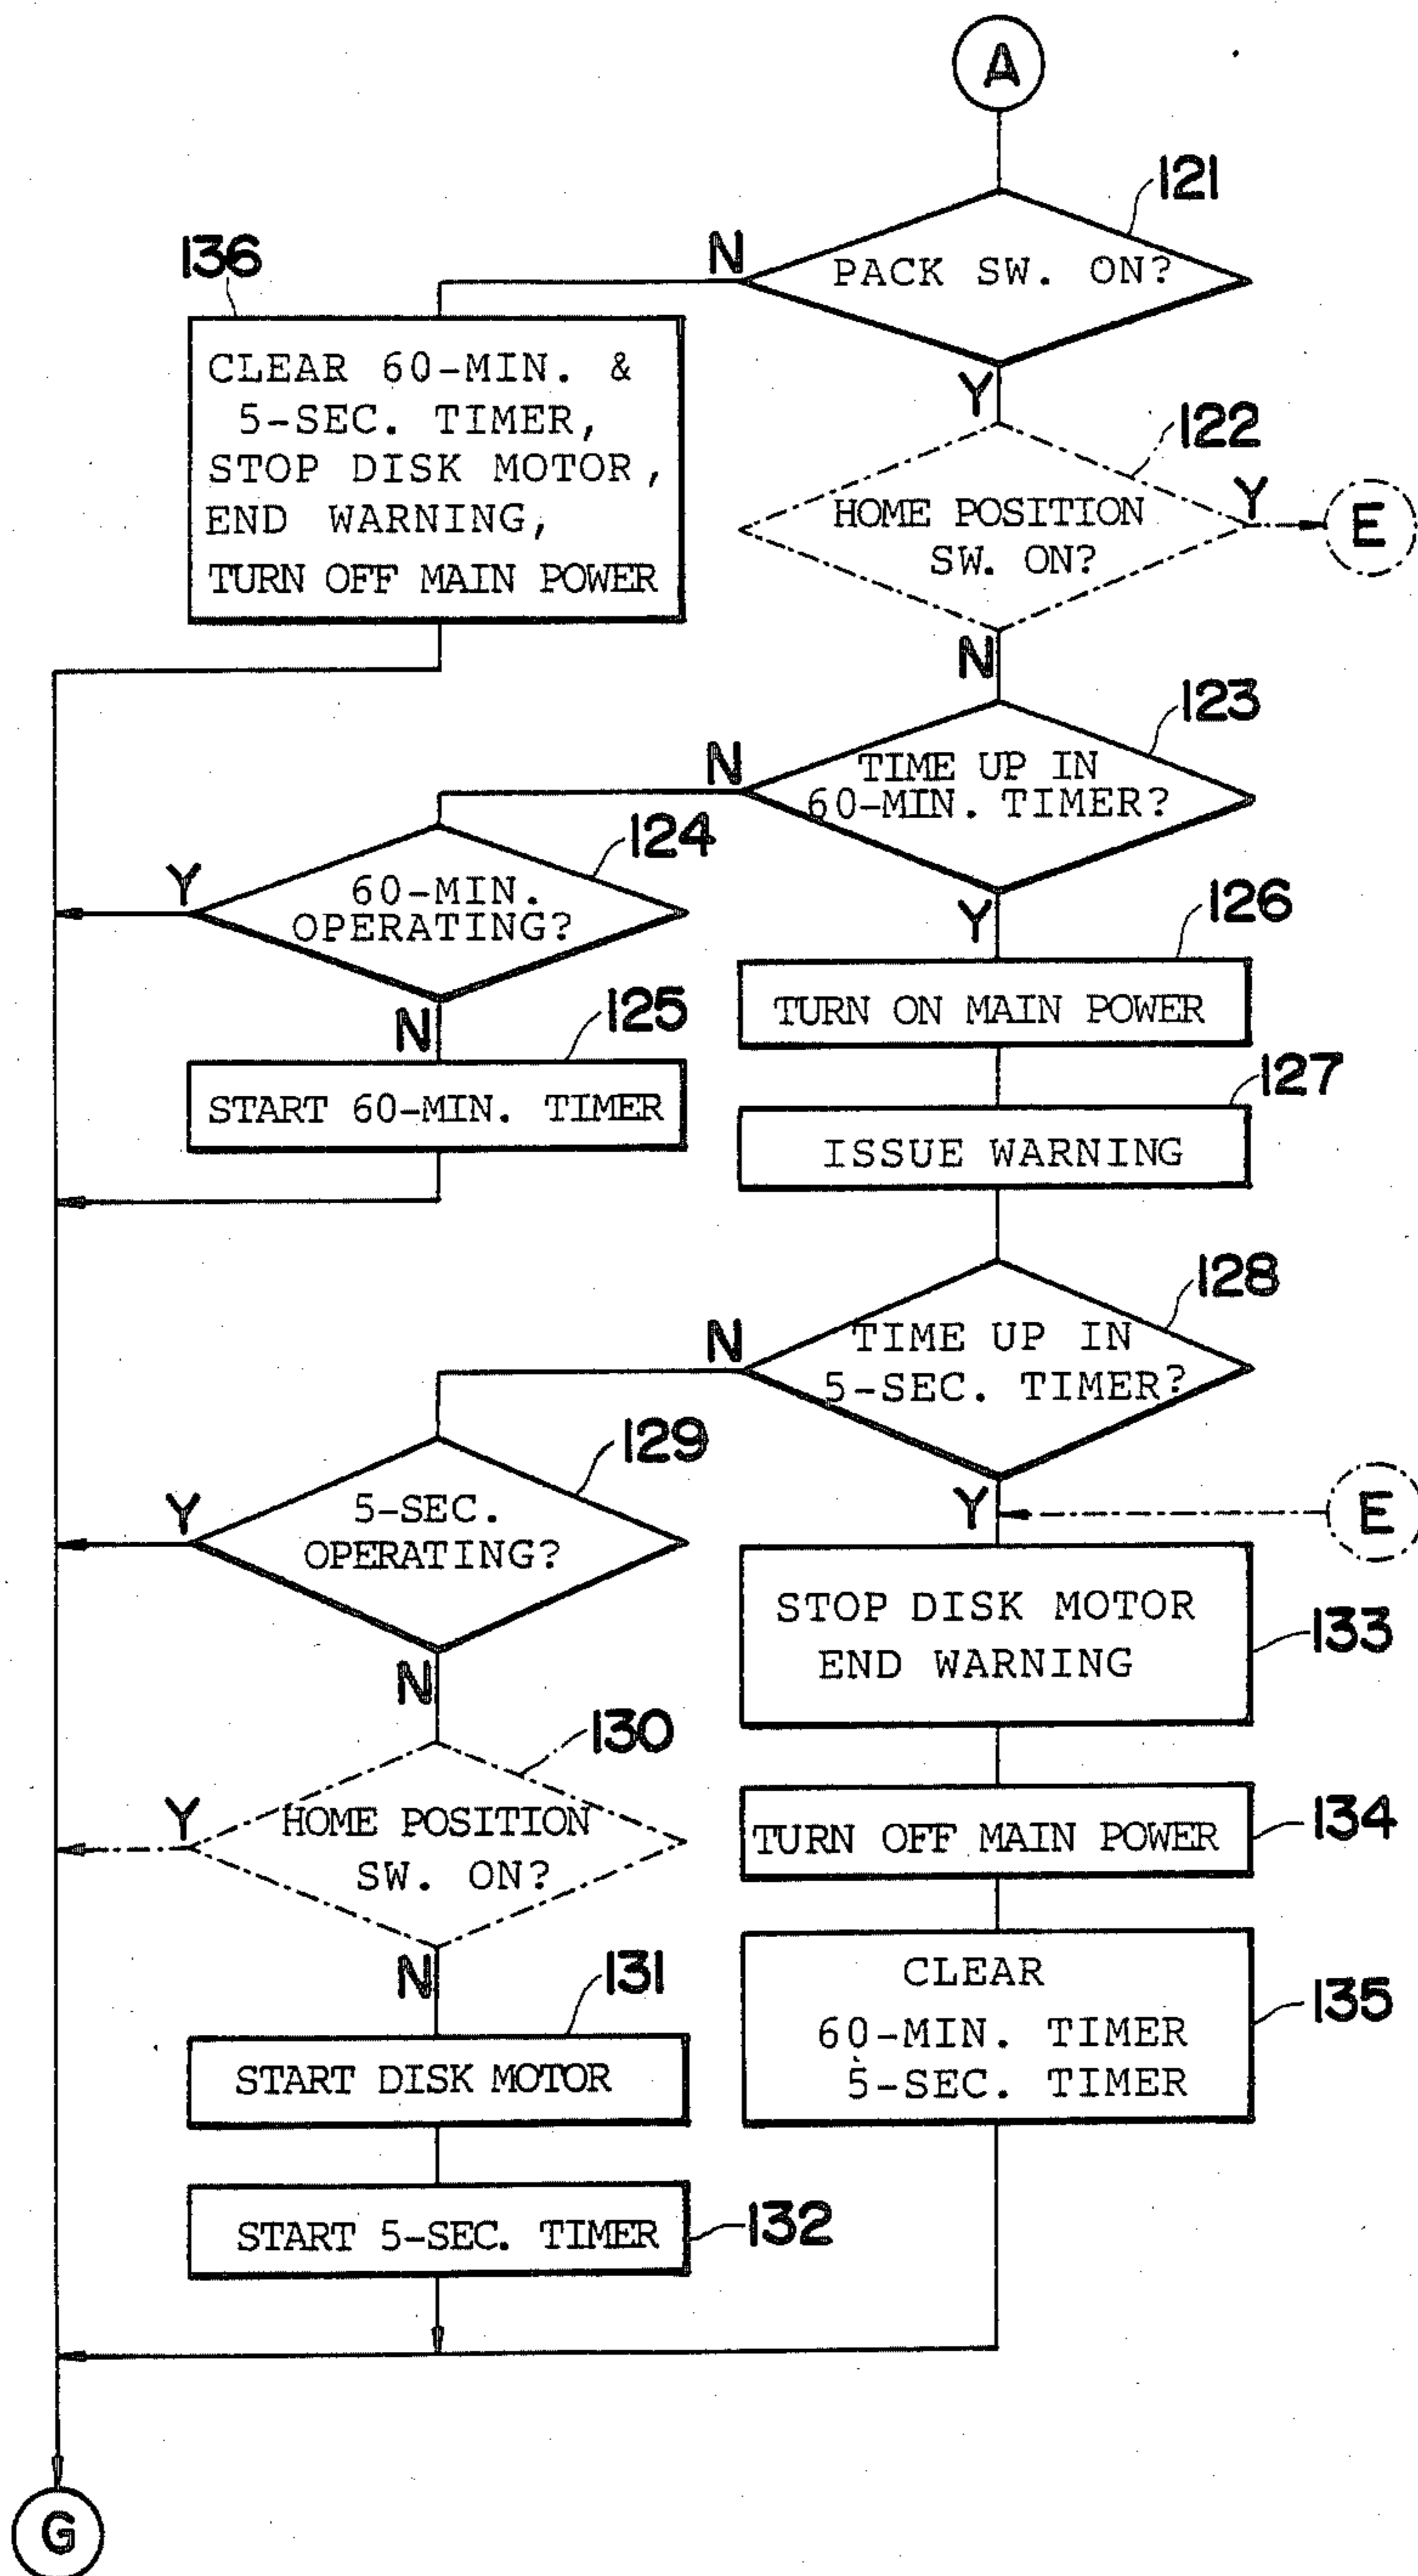 A
121
N
PACK SW. ON?
136
Y
CLEAR 60-MIN. &
5-SEC. TIMER,
STOP DISK MOTOR,
END WARNING,
TURN OFF MAIN POWER
122
HOME POSITION
SW. ON?
Y
E
N
123
N
TIME UP IN
60-MIN. TIMER?
124
Y
60-MIN.
OPERATING?
Y
126
TURN ON MAIN POWER
N
125
START 60-MIN. TIMER
127
ISSUE WARNING
128
N
TIME UP IN
5-SEC. TIMER?
129
Y
5-SEC.
OPERATING?
Y
E
STOP DISK MOTOR
END WARNING
133
N
130
Y
HOME POSITION
SW. ON?
TURN OFF MAIN POWER
134
N
131
START DISK MOTOR
CLEAR
60-MIN. TIMER
5-SEC. TIMER
135
START 5-SEC. TIMER
132
G